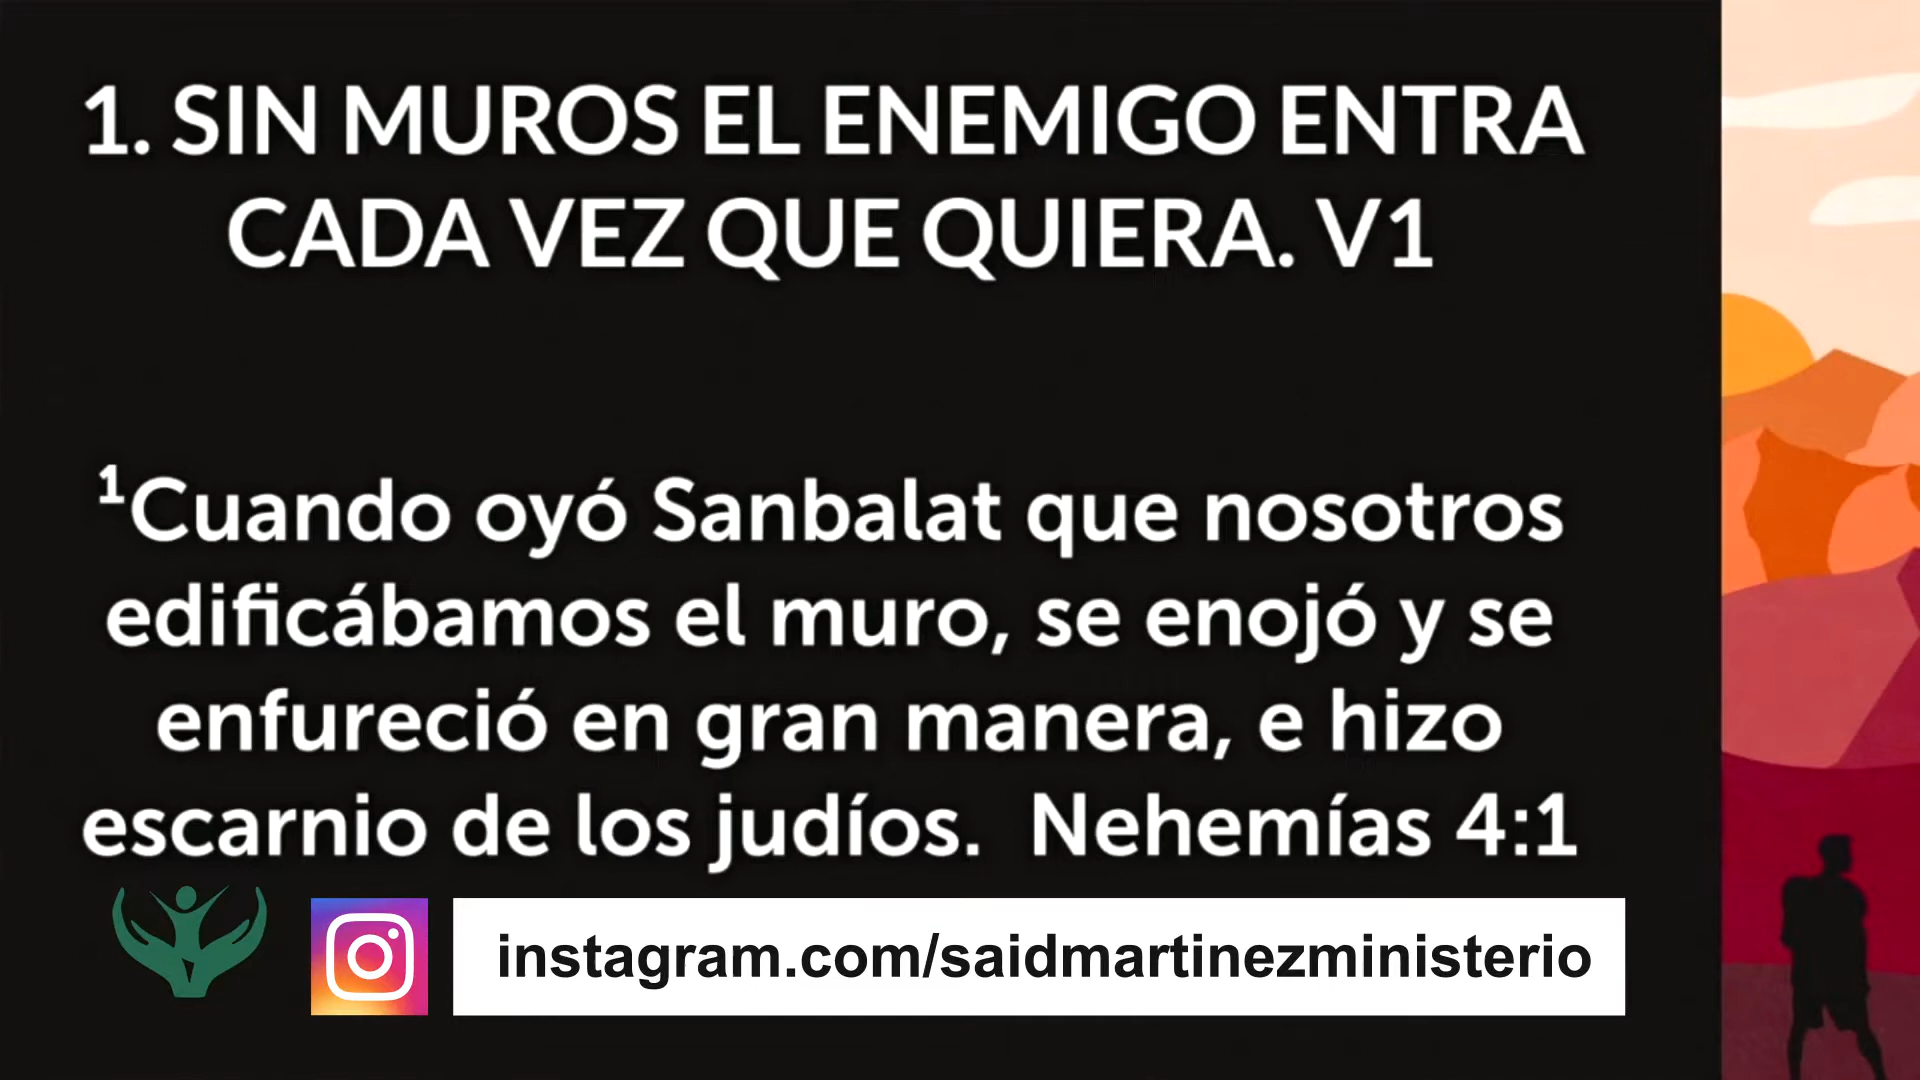 1. SIN MUROS EL ENEMIGO ENTRA
CADA VEZ QUE QUIERA. V1
¹Cuando oyó Sanbalat que nosotros
edificábamos el muro, se enojó y se
enfureció en gran manera, e hizo
escarnio de los judíos. Nehemías 4:1
instagram.com/saidmartinezministerio